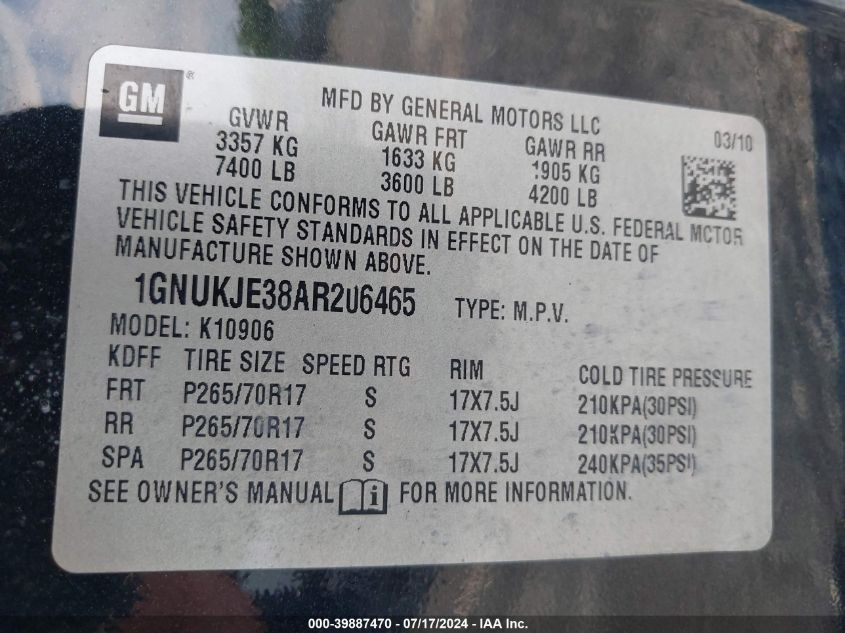 GM ®
MFD BY GENERAL MOTORS LLC
03/10
GVWR GAWR FRT GAWR RR
3357 KG 1633 KG 1905 KG
7400 LB 3600 LB 4200 LB
THIS VEHICLE CONFORMS TO ALL APPLICABLE U.S. FEDERAL MOTOR
VEHICLE SAFETY STANDARDS IN EFFECT ON THE DATE OF
MANUFACTURE SHOWN ABOVE.
1GNUKJE38AR206465 TYPE: M.P.V.
MODEL: K10906
KDFF TIRE SIZE SPEED RTG RIM COLD TIRE PRESSURE
FRT P265/70R17 S 17X7.5J 210KPA(30PSI)
RR P265/70R17 S 17X7.5J 210KPA(30PSI)
SPA P265/70R17 S 17X7.5J 240KPA(35PSI)
SEE OWNER'S MANUAL i FOR MORE INFORMATION.
000-39887470 - 07/17/2024 - IAA Inc.